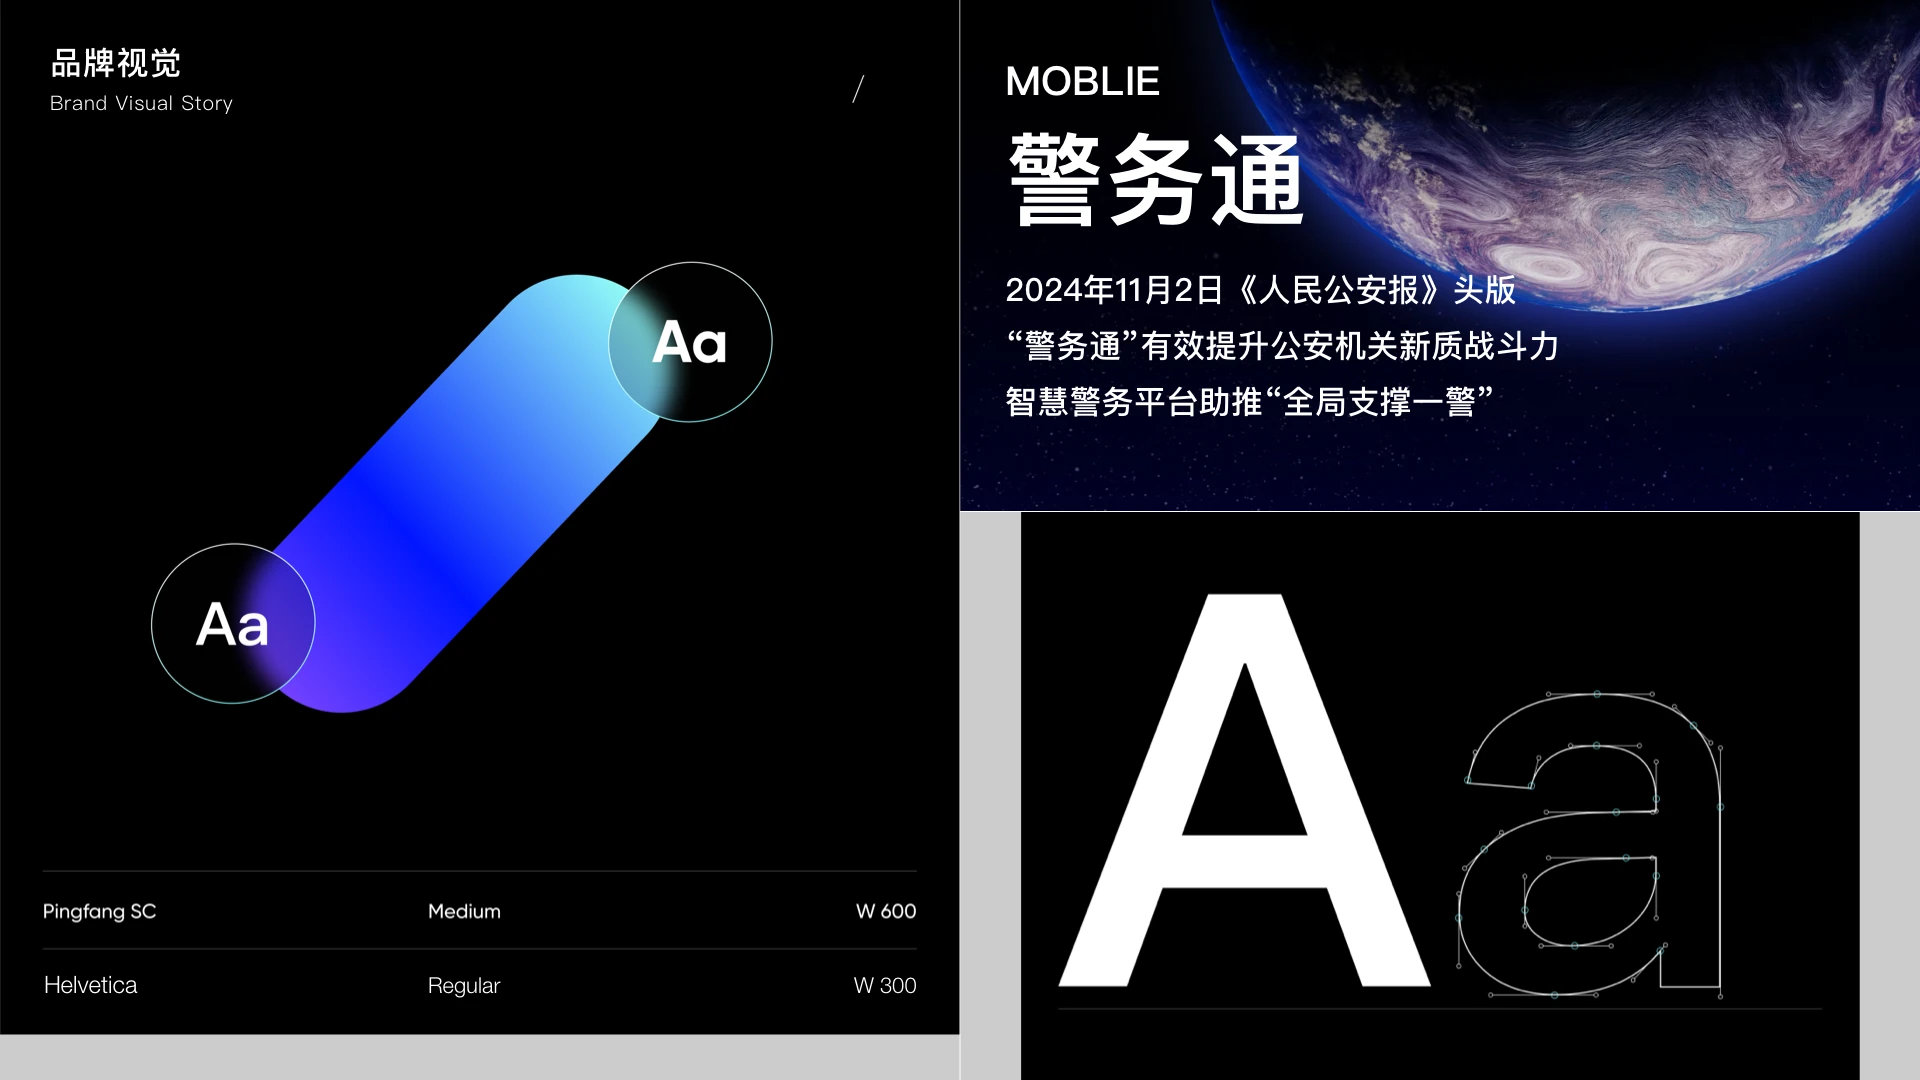 品牌视觉
Brand Visual Story
/
Aa
Aa
Pingfang SC Medium W 600
Helvetica Regular W 300
MOBLIE
警务通
2024年11月2日《人民公安报》头版
“警务通”有效提升公安机关新质战斗力
智慧警务平台助推“全局支撑一警”
Aa